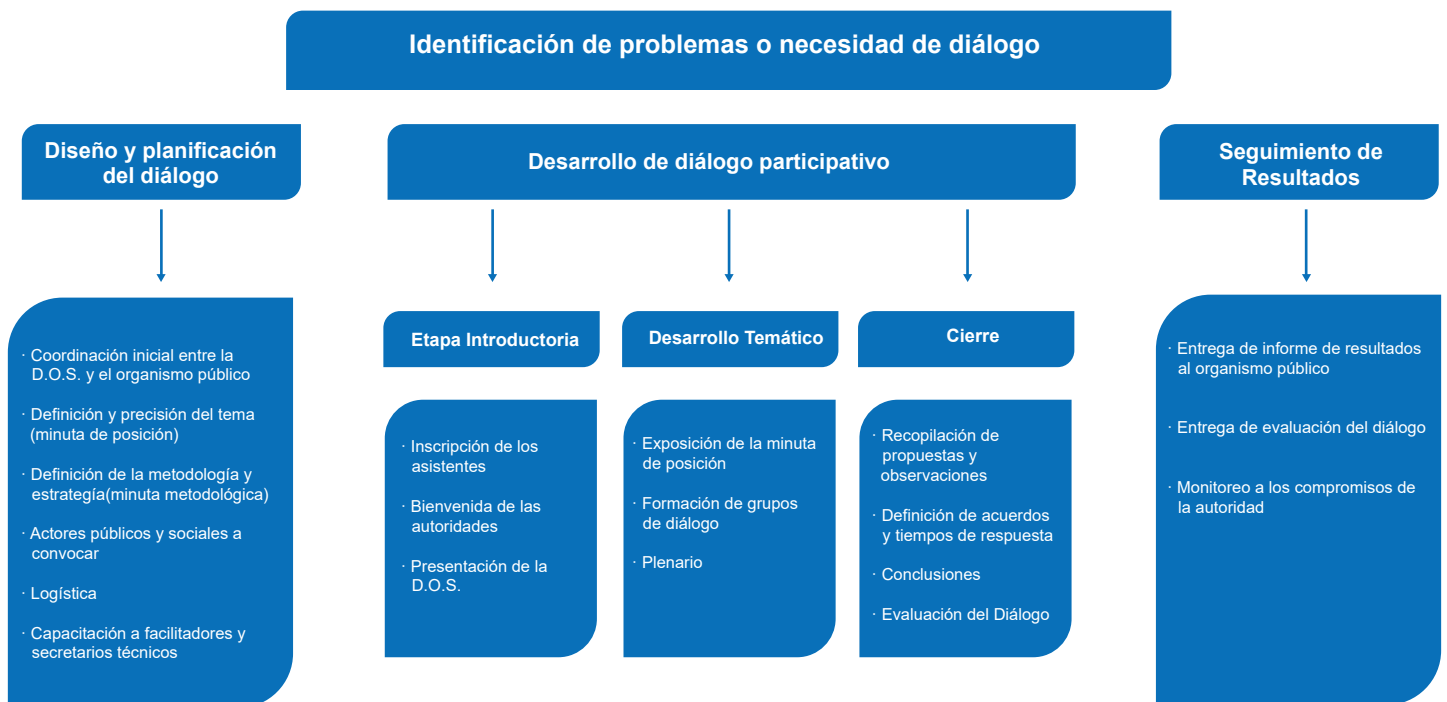 Identificación de problemas o necesidad de diálogo
Diseño y planificación
del diálogo
· Coordinación inicial entre la
D.O.S. y el organismo público
· Definición y precisión del tema
(minuta de posición)
· Definición de la metodología y
estrategía(minuta metodológica)
· Actores públicos y sociales a
convocar
· Logística
· Capacitación a facilitadores y
secretarios técnicos
Desarrollo de diálogo participativo
Etapa Introductoria
· Inscripción de los
asistentes
· Bienvenida de las
autoridades
· Presentación de la
D.O.S.
Desarrollo Temático
· Exposición de la minuta
de posición
· Formación de grupos
de diálogo
· Plenario
Cierre
· Recopilación de
propuestas y
observaciones
· Definición de acuerdos
y tiempos de respuesta
· Conclusiones
· Evaluación del Diálogo
Seguimiento de
Resultados
· Entrega de informe de resultados
al organismo público
· Entrega de evaluación del diálogo
· Monitoreo a los compromisos de
la autoridad